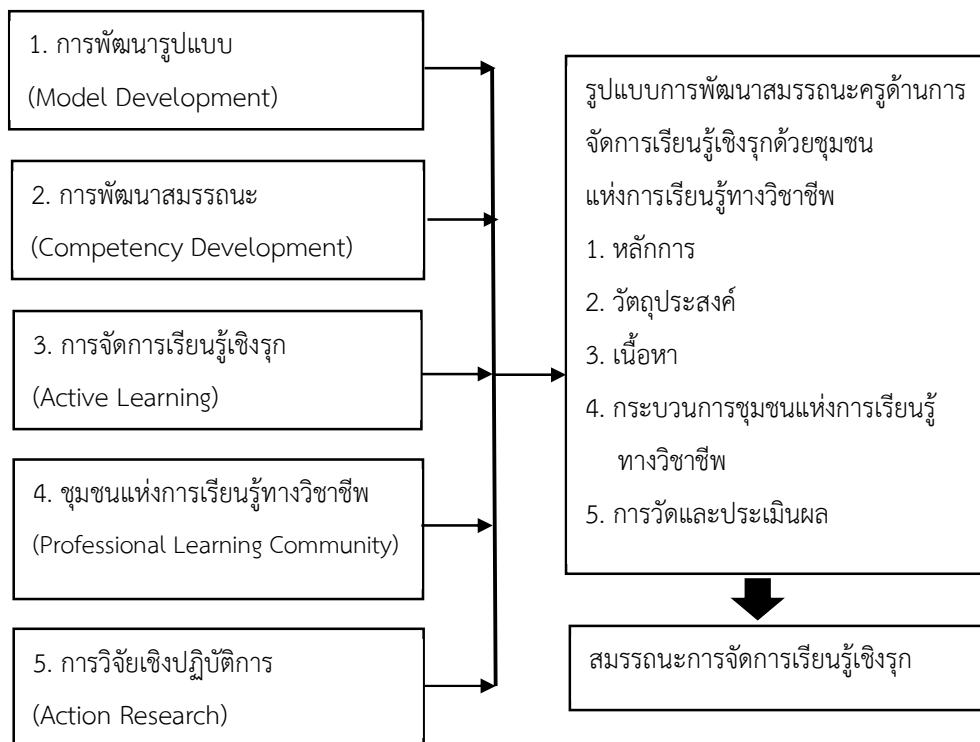 1. การพัฒนารูปแบบ
(Model Development)
2. การพัฒนาสมรรถนะ
(Competency Development)
3. การจัดการเรียนรู้เชิงรุก
(Active Learning)
4. ชุมชนแห่งการเรียนรู้ทางวิชาชีพ
(Professional Learning Community)
5. การวิจัยเชิงปฏิบัติการ
(Action Research)
รูปแบบการพัฒนาสมรรถนะครูด้านการ
จัดการเรียนรู้เชิงรุกด้วยชุมชน
แห่งการเรียนรู้ทางวิชาชีพ
1. หลักการ
2. วัตถุประสงค์
3. เนื้อหา
4. กระบวนการชุมชนแห่งการเรียนรู้
ทางวิชาชีพ
5. การวัดและประเมินผล
สมรรถนะการจัดการเรียนรู้เชิงรุก